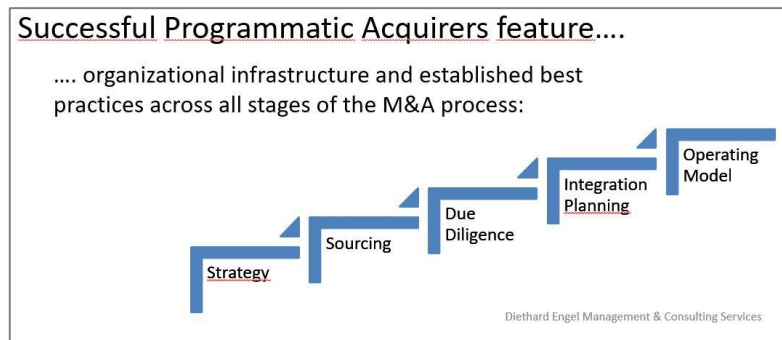 Successful Programmatic Acquirers feature....
.... organizational infrastructure and established best
practices across all stages of the M&A process:
Strategy
Sourcing
Due
Diligence
Integration
Planning
Operating
Model
Diethard Engel Management & Consulting Services